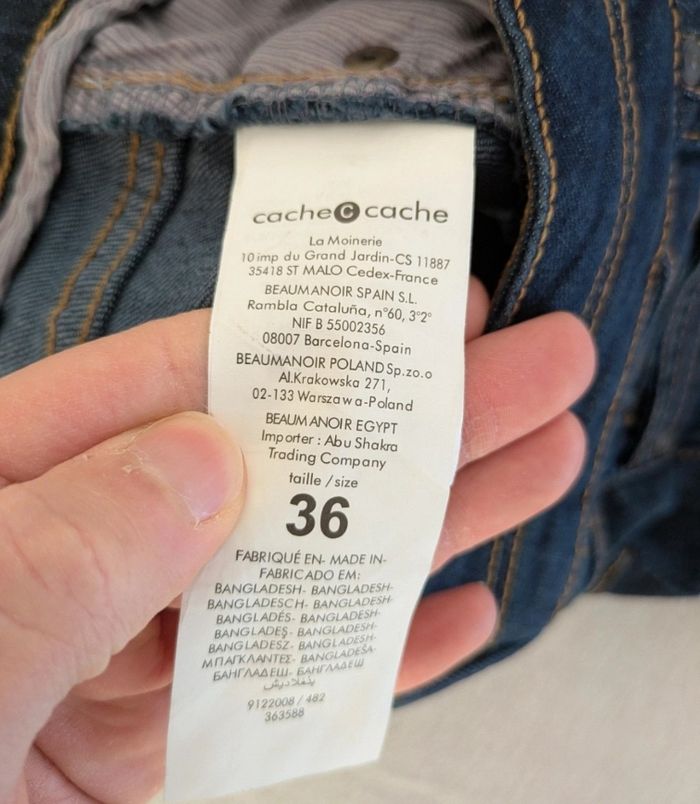 cache c cache
La Moinerie
10 imp du Grand Jardin-CS 11887
35418 ST MALO Cedex-France
BEAUMANOIR SPAIN S.L.
Rambla Cataluña, n°60, 3°2ª
NIF B 55002356
08007 Barcelona-Spain
BEAUMANOIR POLAND Sp.zo.o
Al.Krakowska 271,
02-133 Warszawa-Poland
BEAUMANOIR EGYPT
Importer : Abu Shakra
Trading Company
taille / size
36
FABRIQUÉ EN- MADE IN-
FABRICADO EM:
BANGLADESH- BANGLADESH-
BANGLADESCH- BANGLADESH-
BANGLADÉS- BANGLADESH-
BANGLADEŞ- BANGLADESH-
BANGLADESZ- BANGLADESH-
ΜΠΑΓΚΛΑΝΤΕΣ- BANGLADEŠA-
БАНГЛАДЕШ- БАНГЛАДЕШ
بنغلاديش
9122008 / 482
363588